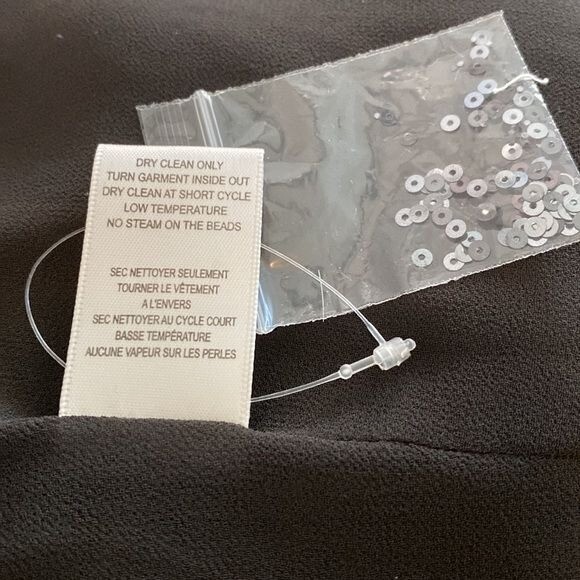 DRY CLEAN ONLY
TURN GARMENT INSIDE OUT
DRY CLEAN AT SHORT CYCLE
LOW TEMPERATURE
NO STEAM ON THE BEADS
SEC NETTOYER SEULEMENT
TOURNER LE VÊTEMENT
A L'ENVERS
SEC NETTOYER AU CYCLE COURT
BASSE TEMPÉRATURE
AUCUNE VAPEUR SUR LES PERLES